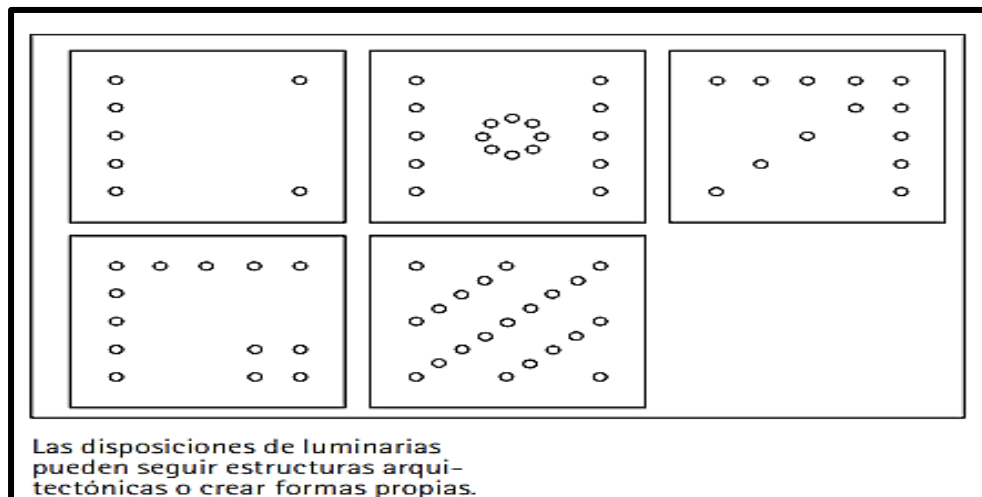 Las disposiciones de luminarias
pueden seguir estructuras arqui-
tectónicas o crear formas propias.